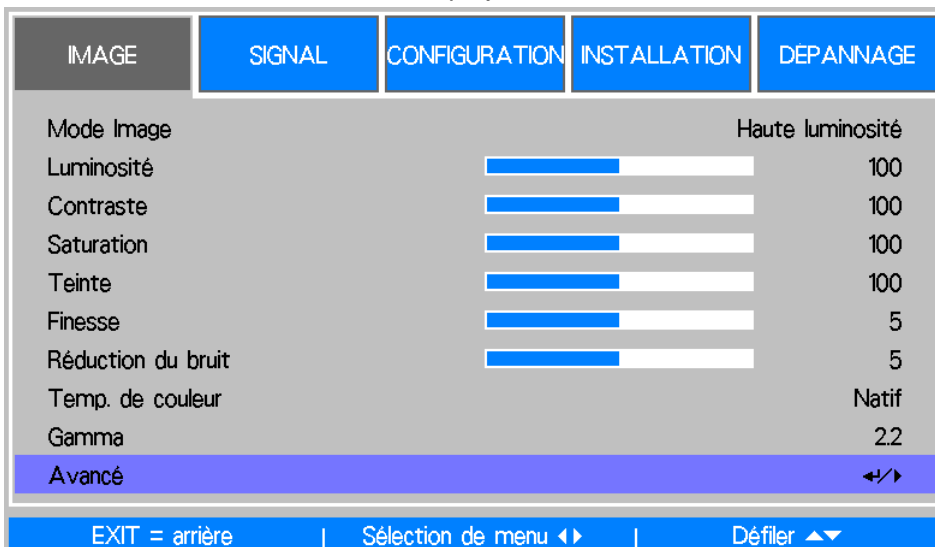 IMAGE SIGNAL CONFIGURATION INSTALLATION DÉPANNAGE
Mode Image Haute luminosité
Luminosité 100
Contraste 100
Saturation 100
Teinte 100
Finesse 5
Réduction du bruit 5
Temp. de couleur Natif
Gamma 2.2
Avancé ↵/▶
EXIT = arrière | Sélection de menu ◀▶ | Défiler ▲▼